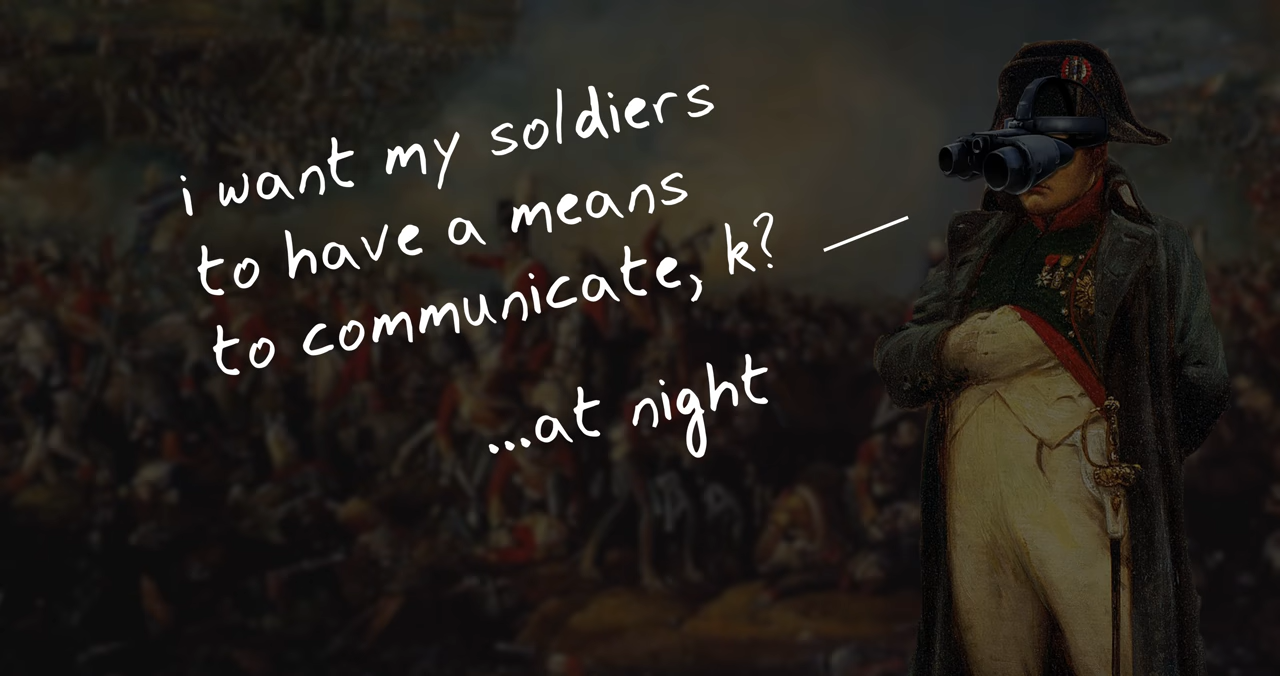 i want my soldiers
to have a means
to communicate, k?
...at night